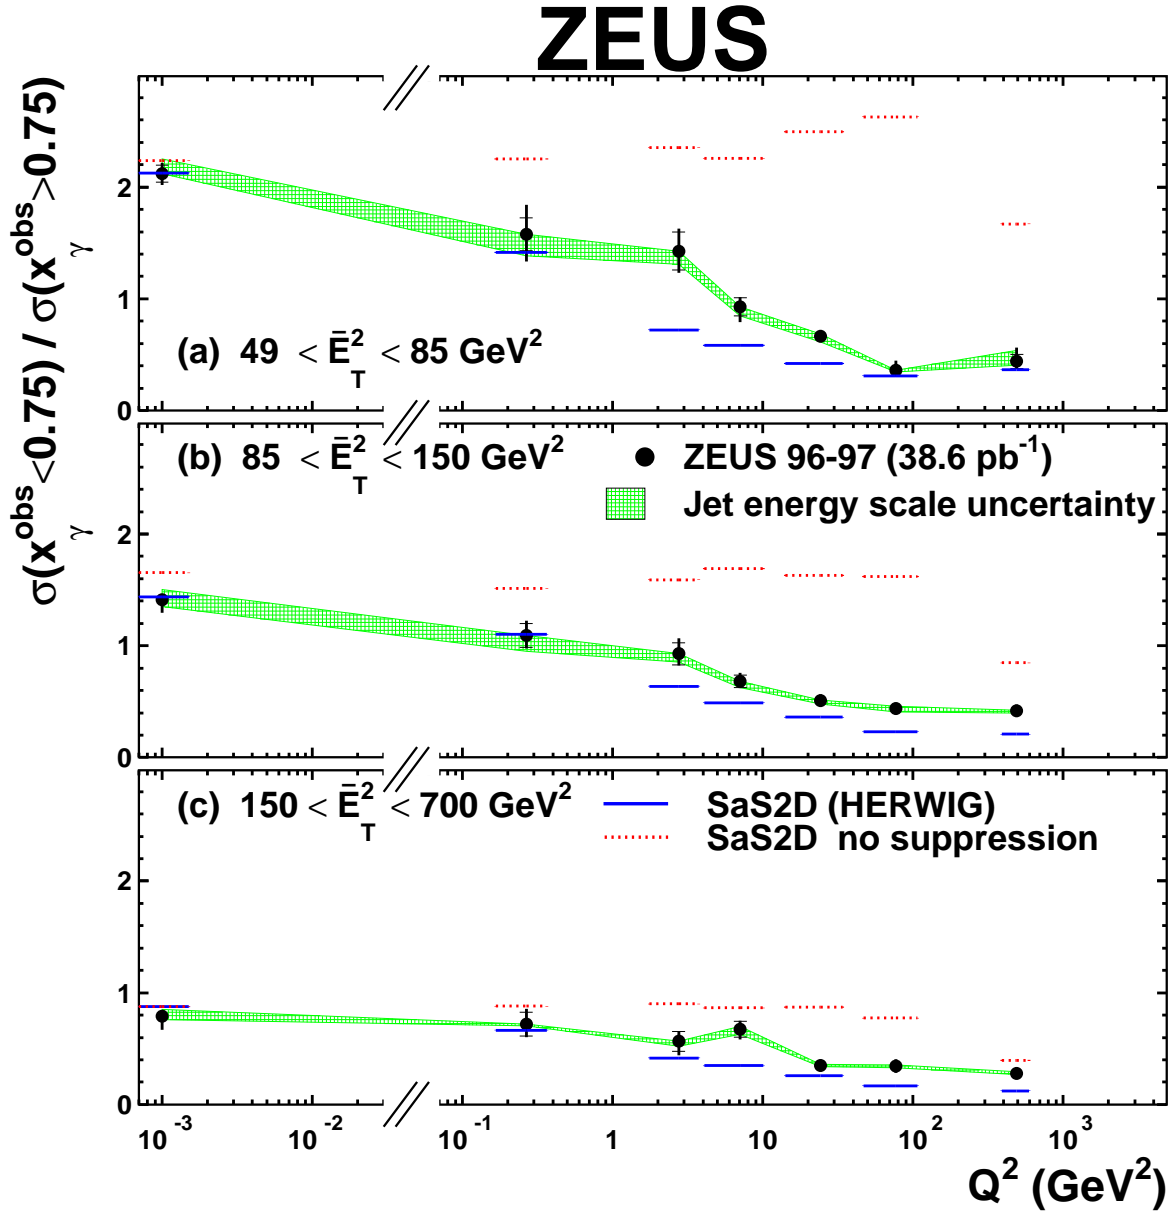 ZEUS
σ(xγ^obs<0.75) / σ(xγ^obs>0.75)
2
1
0
(a) 49 < Ē_T^2 < 85 GeV^2
(b) 85 < Ē_T^2 < 150 GeV^2
ZEUS 96-97 (38.6 pb^-1)
Jet energy scale uncertainty
2
1
0
(c) 150 < Ē_T^2 < 700 GeV^2
SaS2D (HERWIG)
SaS2D no suppression
2
1
0
10^-3 10^-2 10^-1 1 10 10^2 10^3
Q^2 (GeV^2)